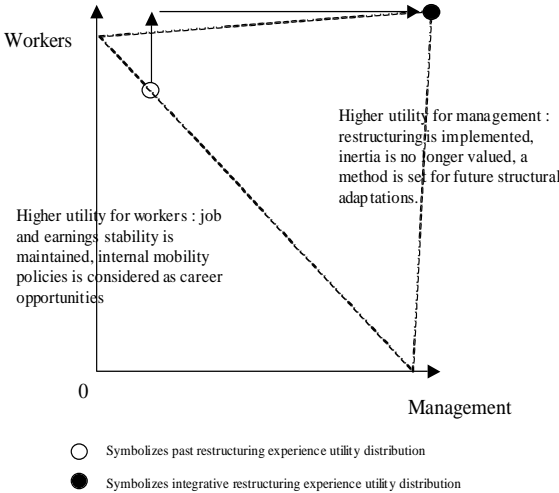 Workers
Higher utility for management :
restructuring is implemented,
inertia is no longer valued, a
method is set for future structural
adaptations.
Higher utility for workers : job
and earnings stability is
maintained, internal mobility
policies is considered as career
opportunities
0
Management
Symbolizes past restructuring experience utility distribution
Symbolizes integrative restructuring experience utility distribution